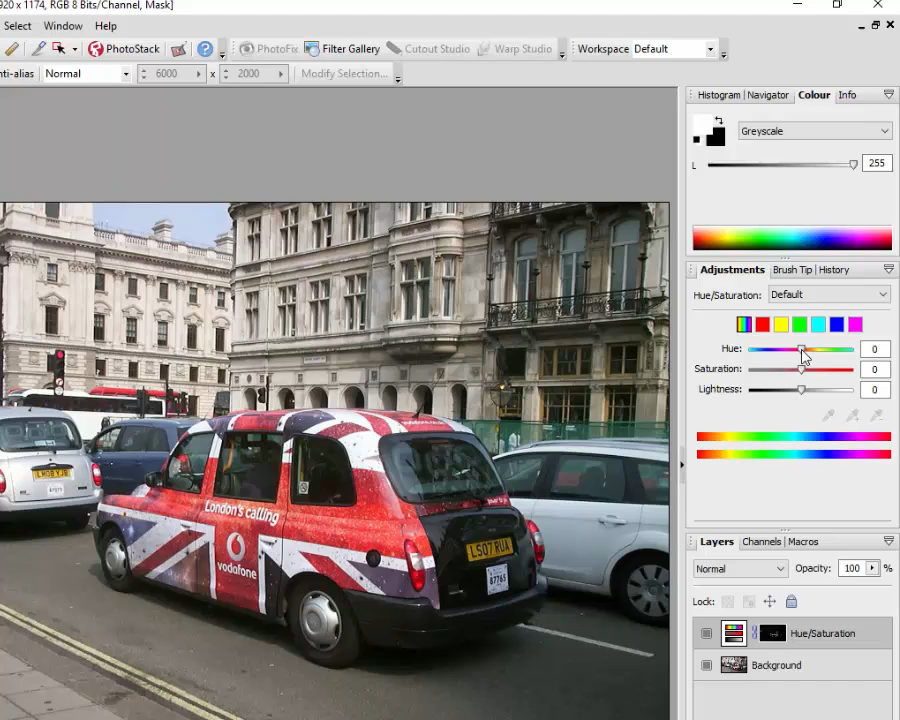 920 x 1174, RGB 8 Bits/Channel, Mask]
Select Window Help
PhotoStack PhotoFix Filter Gallery Cutout Studio Warp Studio Workspace Default
nti-alias Normal 6000 x 2000 Modify Selection...
Histogram Navigator Colour Info
Greyscale
L 255
Adjustments Brush Tip History
Hue/Saturation: Default
Hue: 0
Saturation: 0
Lightness: 0
London's calling
vodafone
LS07 RUA
87765
Layers Channels Macros
Normal Opacity: 100 %
Lock:
Hue/Saturation
Background